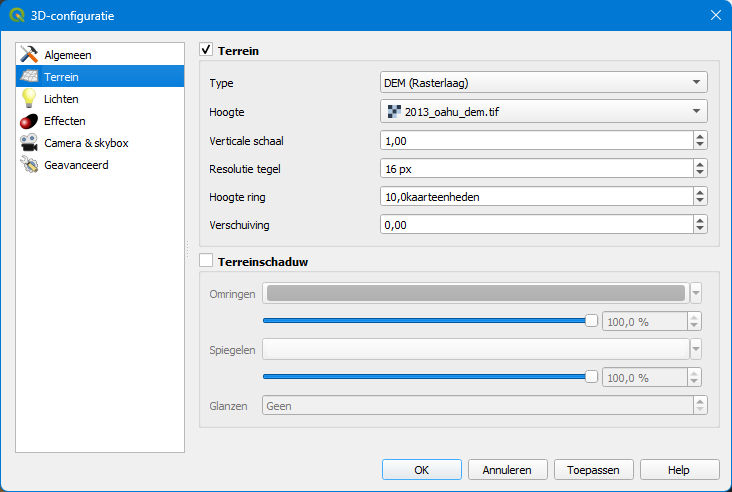 3D-configuratie
Algemeen
Terrein
Lichten
Effecten
Camera & skybox
Geavanceerd
Terrein
Type DEM (Rasterlaag)
Hoogte 2013_oahu_dem.tif
Verticale schaal 1,00
Resolutie tegel 16 px
Hoogte ring 10,0kaarteenheden
Verschuiving 0,00
Terreinschaduw
Omringen
100,0 %
Spiegelen
100,0 %
Glanzen Geen
OK Annuleren Toepassen Help